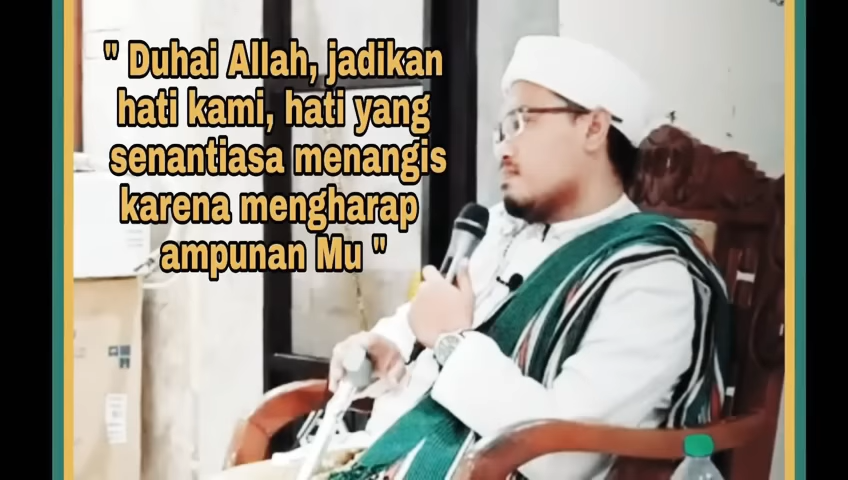 " Duhai Allah, jadikan
hati kami, hati yang
senantiasa menangis
karena mengharap
ampunan Mu "